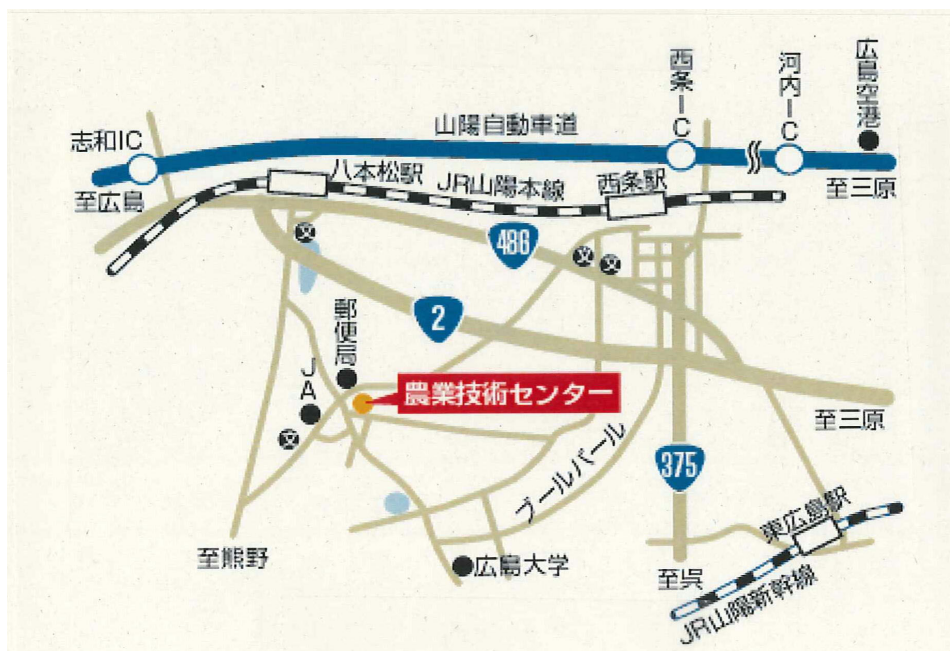 西条IC
河内IC
広島空港
志和IC
山陽自動車道
至広島
八本松駅
JR山陽本線
西条駅
至三原
文
486
文
文
2
郵便局
JA
農業技術センター
至三原
文
375
ブールバール
東広島駅
至熊野
広島大学
至呉
JR山陽新幹線